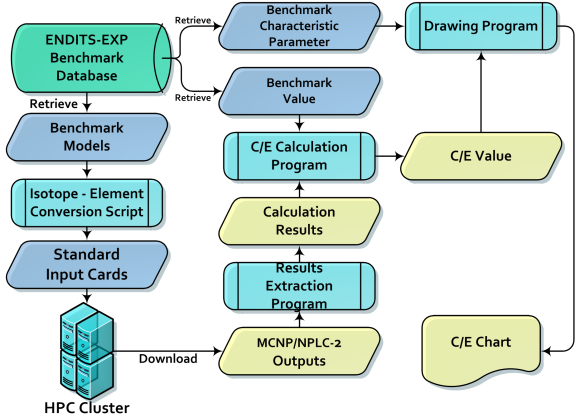 ENDITS-EXP
Benchmark
Database
Retrieve
Benchmark
Characteristic
Parameter
Drawing Program
Retrieve
Benchmark
Value
Retrieve
Benchmark
Models
C/E Calculation
Program
C/E Value
Isotope - Element
Conversion Script
Calculation
Results
Standard
Input Cards
Results
Extraction
Program
MCNP/NPLC-2
Outputs
Download
C/E Chart
HPC Cluster